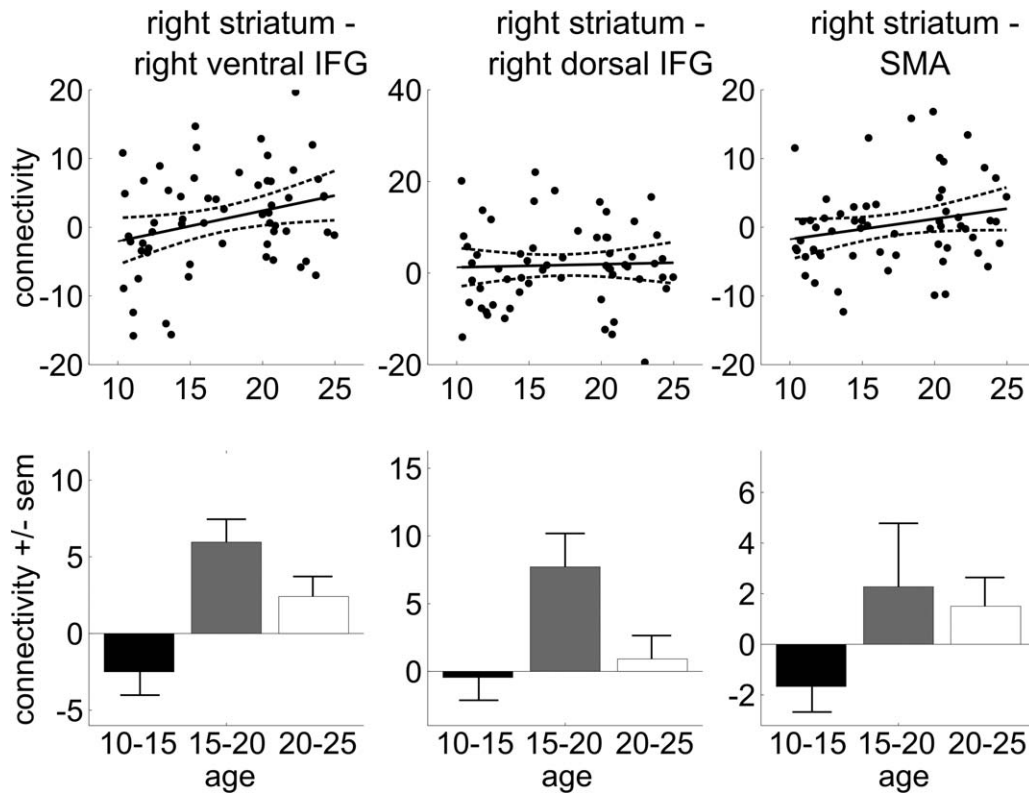 right striatum -
right ventral IFG
right striatum -
right dorsal IFG
right striatum -
SMA
connectivity
20
10
0
-10
-20
10 15 20 25
40
20
0
-20
10 15 20 25
20
10
0
-10
-20
10 15 20 25
connectivity +/- sem
10
5
0
-5
10-15 15-20 20-25
age
15
10
5
0
10-15 15-20 20-25
age
6
4
2
0
-2
10-15 15-20 20-25
age